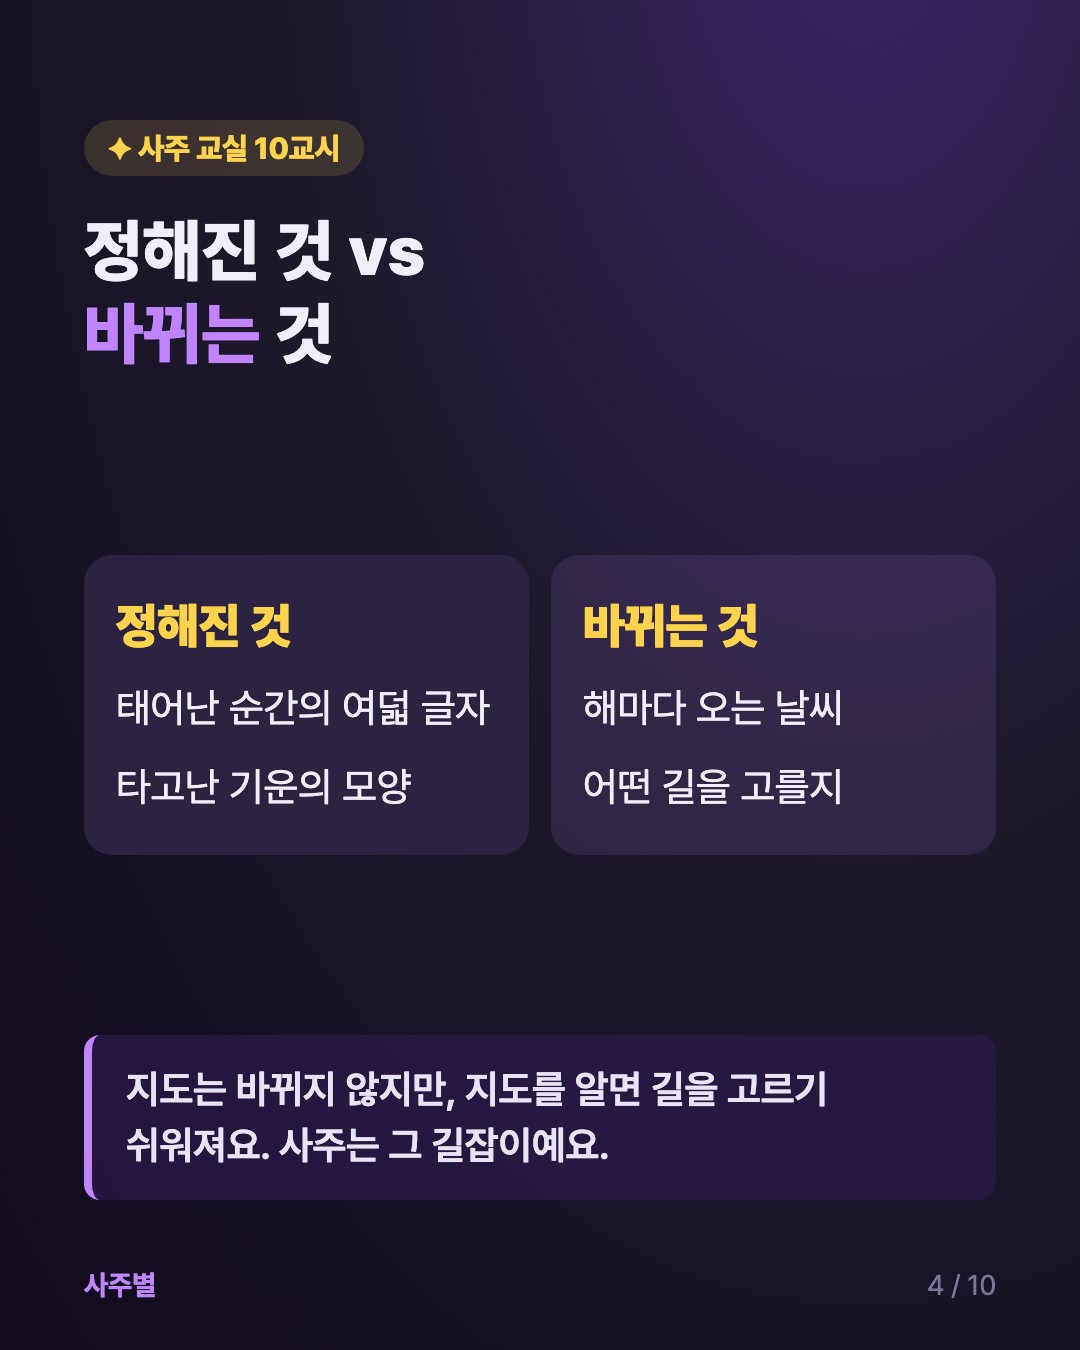 ✦ 사주 교실 10교시
정해진 것 vs
바뀌는 것
정해진 것
태어난 순간의 여덟 글자
타고난 기운의 모양
바뀌는 것
해마다 오는 날씨
어떤 길을 고를지
지도는 바뀌지 않지만, 지도를 알면 길을 고르기
쉬워져요. 사주는 그 길잡이예요.
사주별
4 / 10